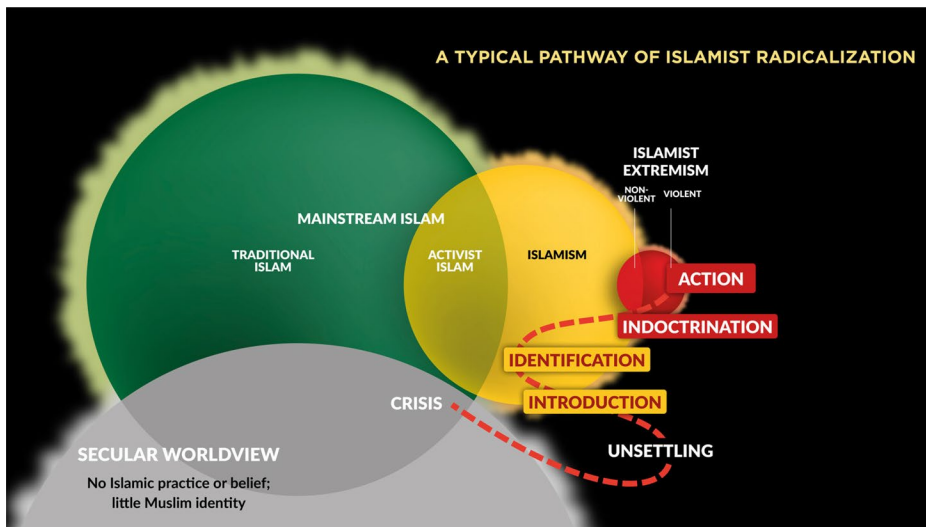 A TYPICAL PATHWAY OF ISLAMIST RADICALIZATION
ISLAMIST
EXTREMISM
NON-
VIOLENT
VIOLENT
MAINSTREAM ISLAM
TRADITIONAL
ISLAM
ACTIVIST
ISLAM
ISLAMISM
ACTION
INDOCTRINATION
IDENTIFICATION
INTRODUCTION
CRISIS
UNSETTLING
SECULAR WORLDVIEW
No Islamic practice or belief;
little Muslim identity